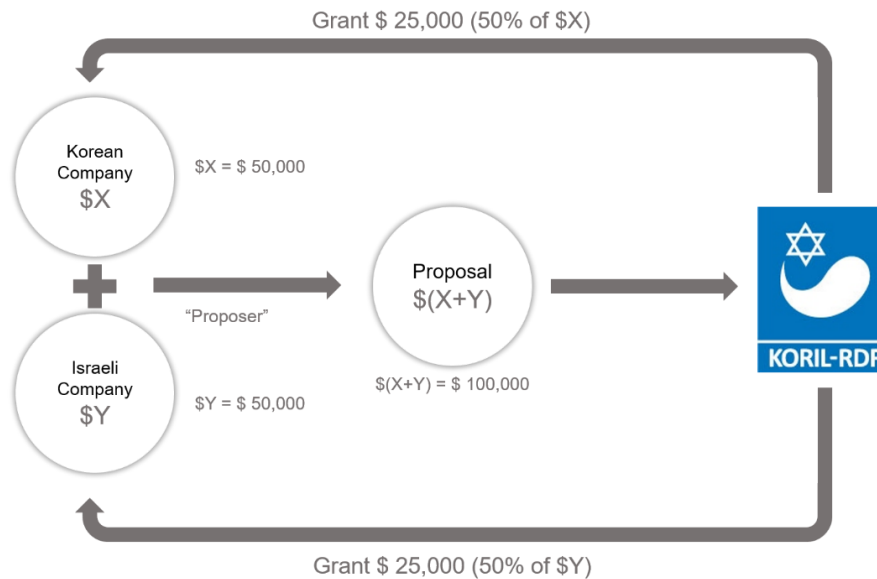 Grant $ 25,000 (50% of $X)
Korean
Company
$X
$X = $ 50,000
Proposal
$(X+Y)
"Proposer"
KORIL-RDF
Israeli
Company
$Y
$Y = $ 50,000
$(X+Y) = $ 100,000
Grant $ 25,000 (50% of $Y)